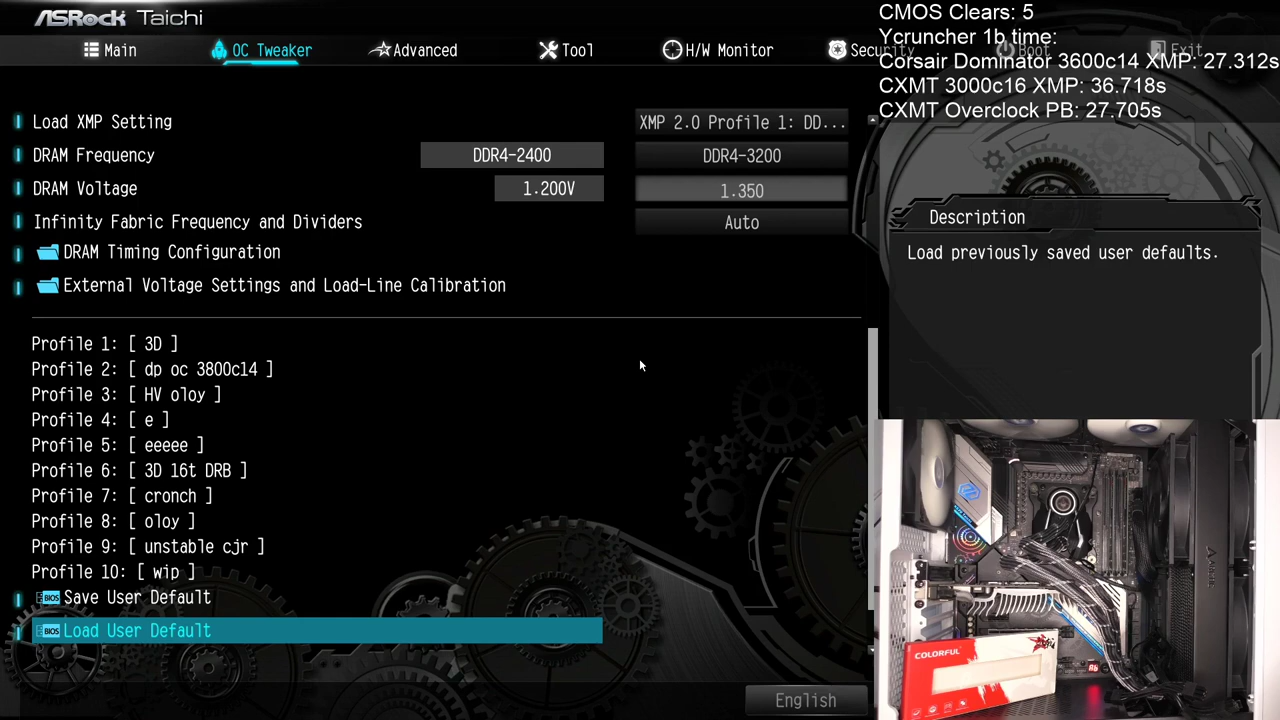 ASRock Taichi
Main
OC Tweaker
Advanced
Tool
H/W Monitor
Security
Boot
Exit
CMOS Clears: 5
Ycruncher 1b time:
Corsair Dominator 3600c14 XMP: 27.312s
CXMT 3000c16 XMP: 36.718s
CXMT Overclock PB: 27.705s
Load XMP Setting XMP 2.0 Profile 1: DD...
DRAM Frequency DDR4-2400 DDR4-3200
DRAM Voltage 1.200V 1.350
Infinity Fabric Frequency and Dividers Auto
DRAM Timing Configuration
External Voltage Settings and Load-Line Calibration
Profile 1: [ 3D ]
Profile 2: [ dp oc 3800c14 ]
Profile 3: [ HV oloy ]
Profile 4: [ e ]
Profile 5: [ eeeee ]
Profile 6: [ 3D 16t DRB ]
Profile 7: [ cronch ]
Profile 8: [ oloy ]
Profile 9: [ unstable cjr ]
Profile 10: [ wip ]
BIOS Save User Default
BIOS Load User Default
English
Description
Load previously saved user defaults.
COLORFUL